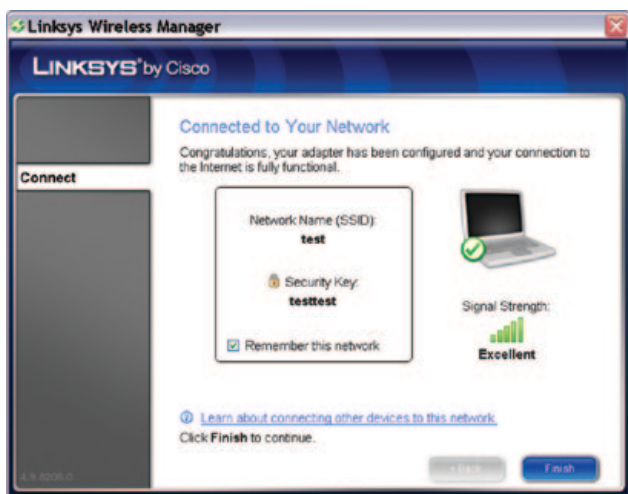 Linksys Wireless Manager
LINKSYS® by Cisco
Connected to Your Network
Congratulations, your adapter has been configured and your connection to
the Internet is fully functional.
Connect
Network Name (SSID):
test
Security Key:
testtest
Remember this network
Signal Strength:
Excellent
Learn about connecting other devices to this network.
Click Finish to continue.
Back
Finish